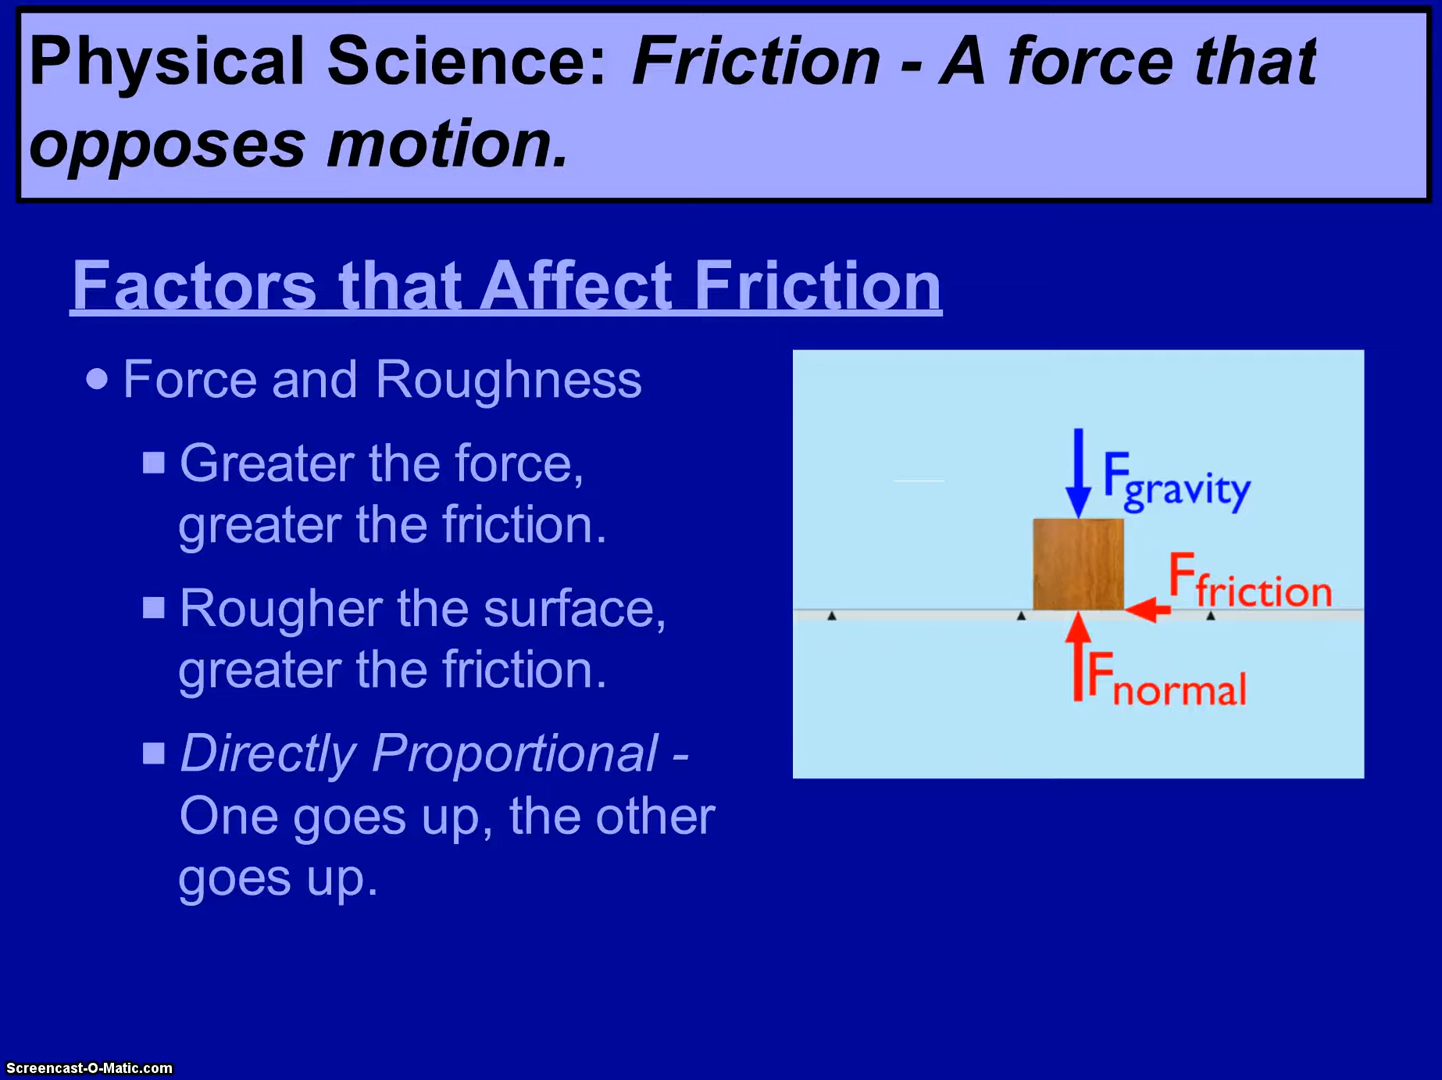 Physical Science: Friction - A force that
opposes motion.
Factors that Affect Friction
● Force and Roughness
■ Greater the force,
greater the friction.
■ Rougher the surface,
greater the friction.
■ Directly Proportional -
One goes up, the other
goes up.
Fgravity
Ffriction
Fnormal
Screencast-O-Matic.com